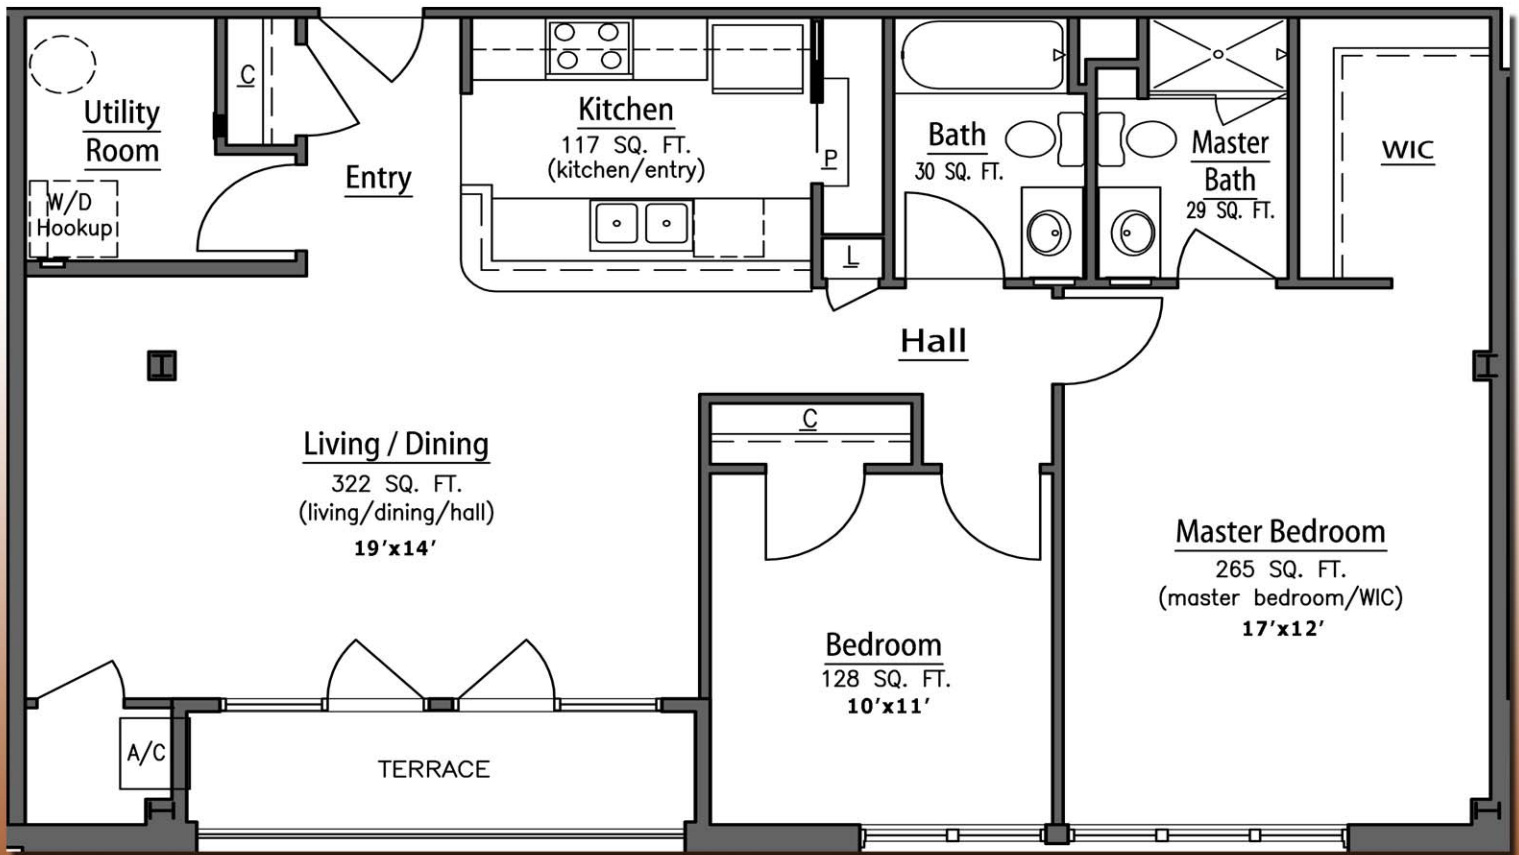 Utility
Room
W/D
Hookup
C
Entry
Kitchen
117 SQ. FT.
(kitchen/entry)
P
L
Bath
30 SQ. FT.
Master
Bath
29 SQ. FT.
WIC
Hall
Living / Dining
322 SQ. FT.
(living/dining/hall)
19'x14'
C
Bedroom
128 SQ. FT.
10'x11'
Master Bedroom
265 SQ. FT.
(master bedroom/WIC)
17'x12'
A/C
TERRACE